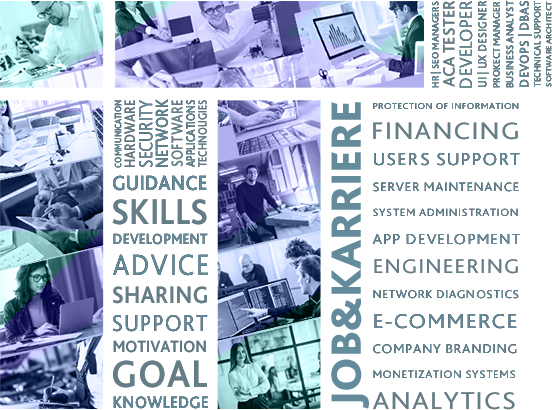 HR|SEO MANAGERS
ACA TESTER
DEVELOPER
UI|UX DESIGNER
PROKECT MANAGER
BUSINESS ANALYST
DEVOPS|DBAS
TECHNICAL SUPPORT
SOFTWARE ARCHITECT
COMMUNICATION
HARDWARE
SECURITY
NETWORK
SOFTWARE
APPLICATIONS
TECHNOLOGIES
GUIDANCE
SKILLS
DEVELOPMENT
ADVICE
SHARING
SUPPORT
MOTIVATION
GOAL
KNOWLEDGE
JOB&KARRIERE
PROTECTION OF INFORMATION
FINANCING
USERS SUPPORT
SERVER MAINTENANCE
SYSTEM ADMINISTRATION
APP DEVELOPMENT
ENGINEERING
NETWORK DIAGNOSTICS
E-COMMERCE
COMPANY BRANDING
MONETIZATION SYSTEMS
ANALYTICS